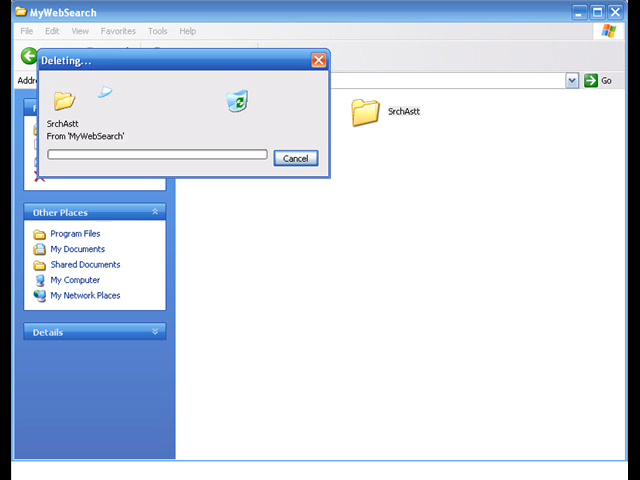 MyWebSearch
File Edit View Favorites Tools Help
Deleting...
Addre
Go
SrchAstt
From 'MyWebSearch'
Cancel
SrchAstt
Other Places
Program Files
My Documents
Shared Documents
My Computer
My Network Places
Details